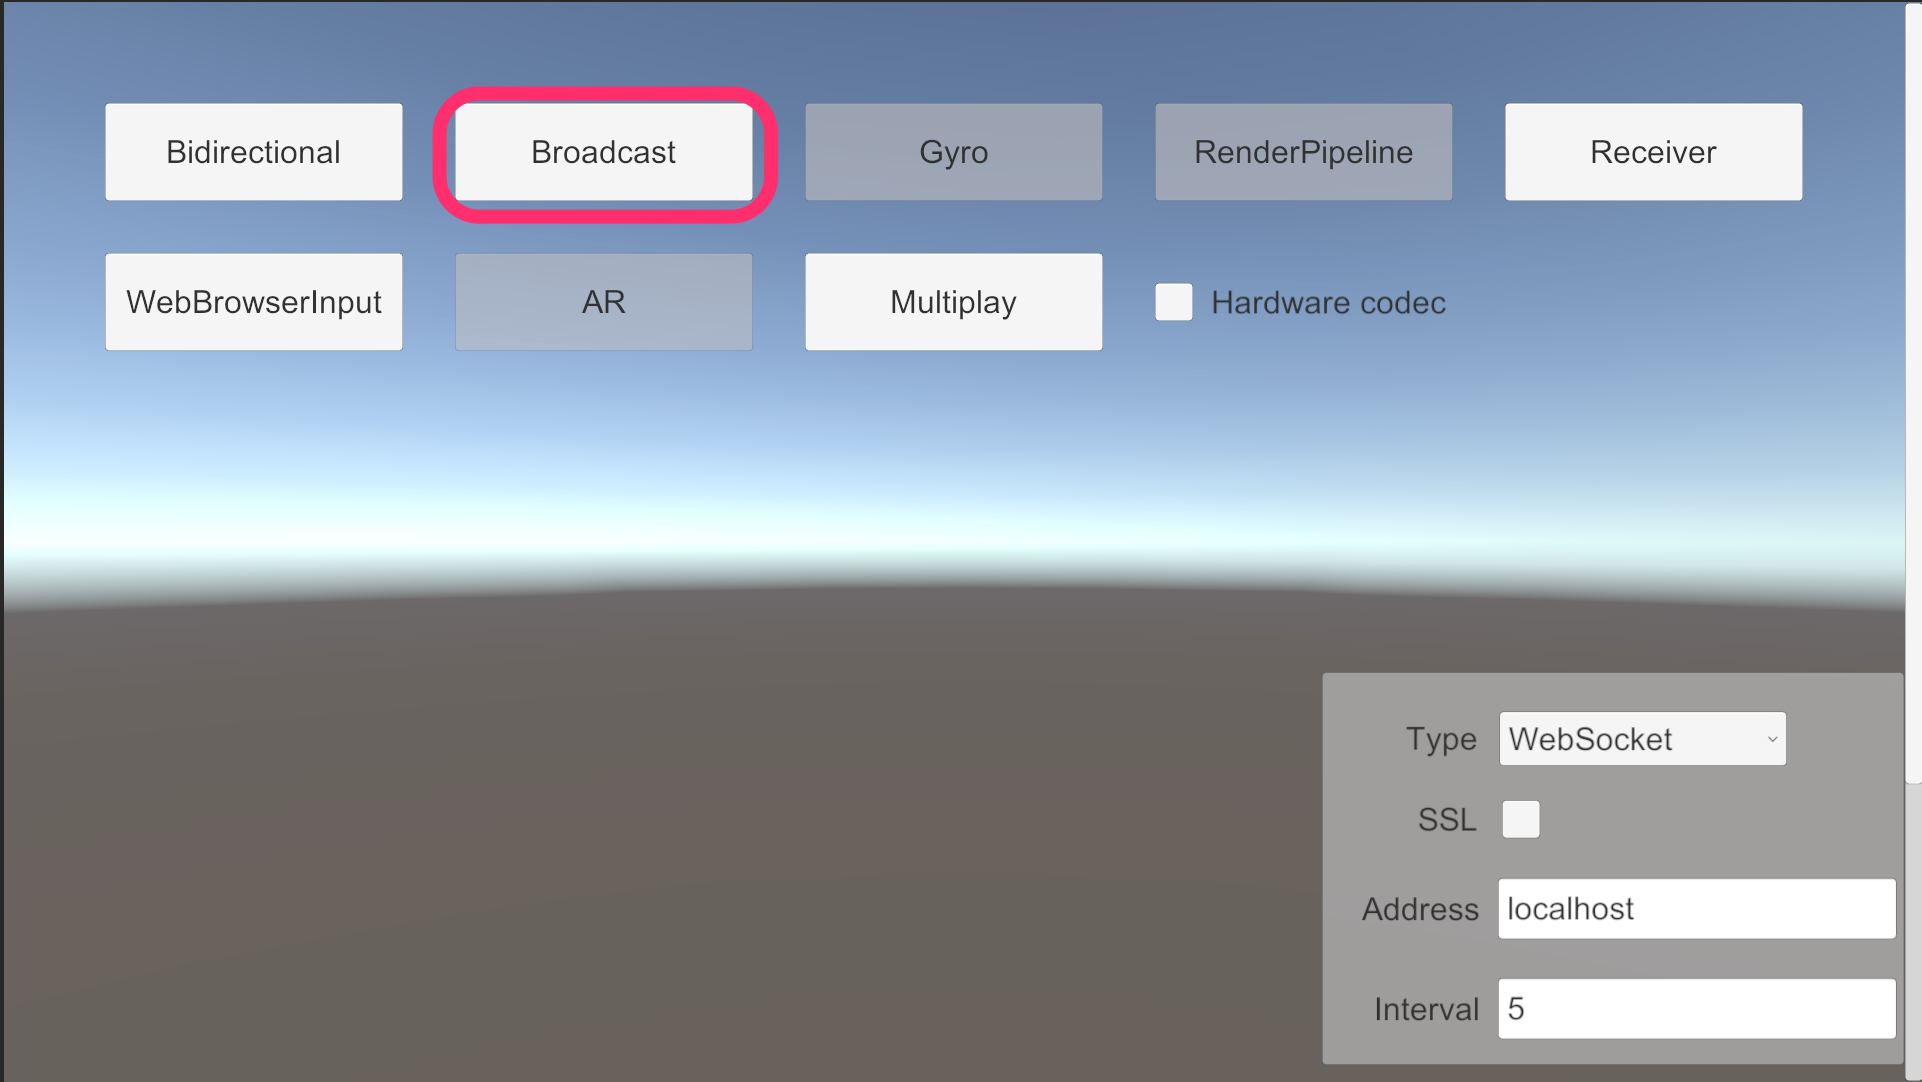 Bidirectional
Broadcast
Gyro
RenderPipeline
Receiver
WebBrowserInput
AR
Multiplay
Hardware codec
Type WebSocket
SSL
Address localhost
Interval 5